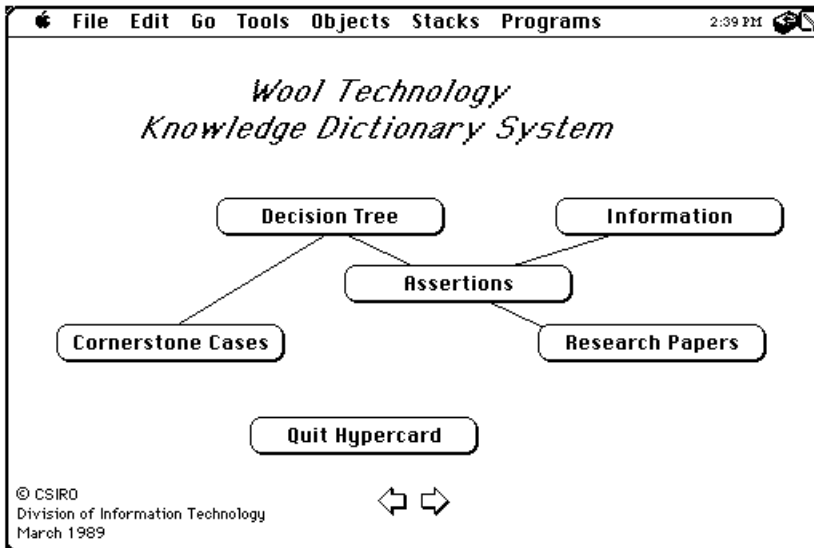 File Edit Go Tools Objects Stacks Programs 2:39 PM
Wool Technology
Knowledge Dictionary System
Decision Tree Information
Assertions
Cornerstone Cases Research Papers
Quit Hypercard
© CSIRO
Division of Information Technology
March 1989